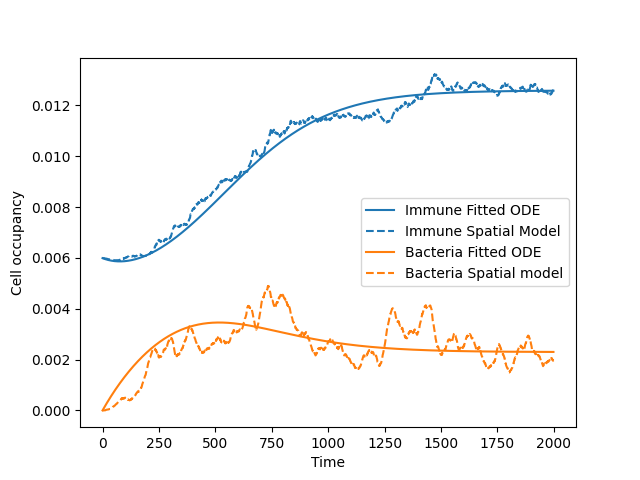 Cell occupancy
0.012
0.010
0.008
0.006
0.004
0.002
0.000
Immune Fitted ODE
Immune Spatial Model
Bacteria Fitted ODE
Bacteria Spatial model
0 250 500 750 1000 1250 1500 1750 2000
Time